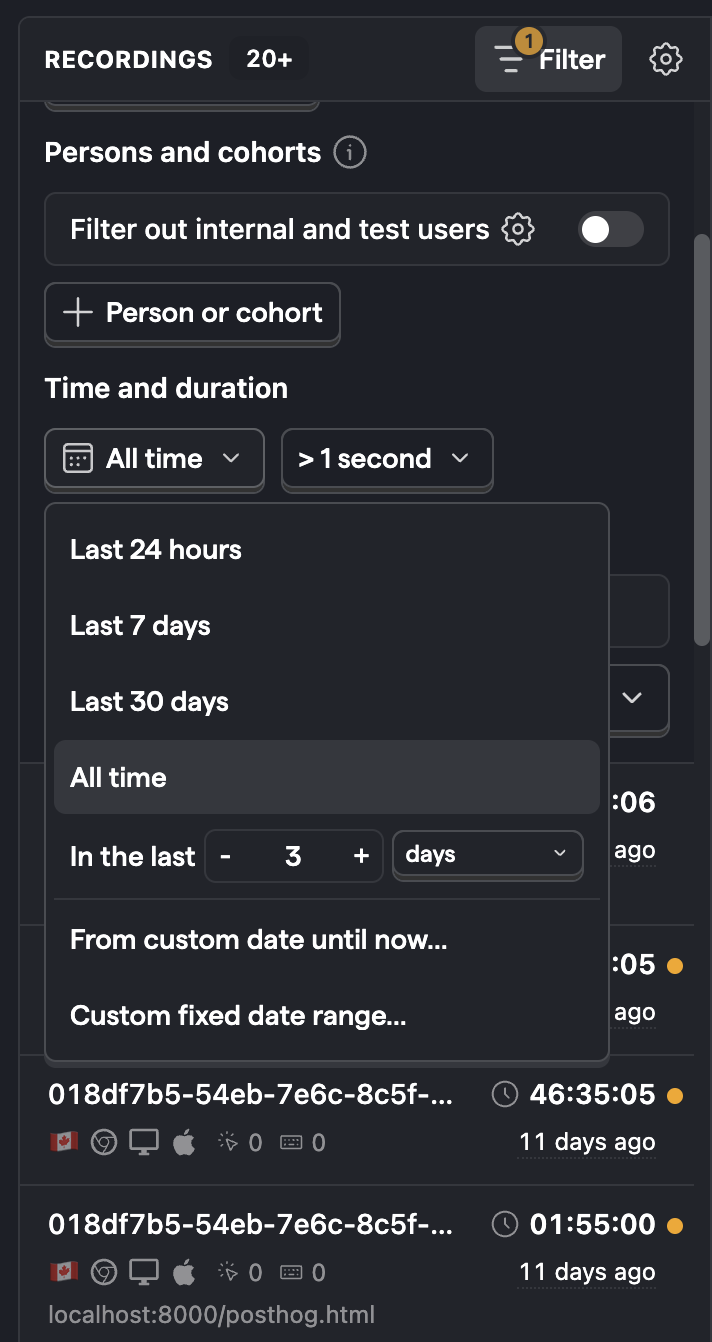 RECORDINGS 20+ 1 Filter
Persons and cohorts
Filter out internal and test users
Person or cohort
Time and duration
All time > 1 second
Last 24 hours
Last 7 days
Last 30 days
All time
:06
In the last - 3 + days
ago
From custom date until now...
:05
Custom fixed date range...
ago
018df7b5-54eb-7e6c-8c5f-... 46:35:05
0 0 11 days ago
018df7b5-54eb-7e6c-8c5f-... 01:55:00
0 0 11 days ago
localhost:8000/posthog.html